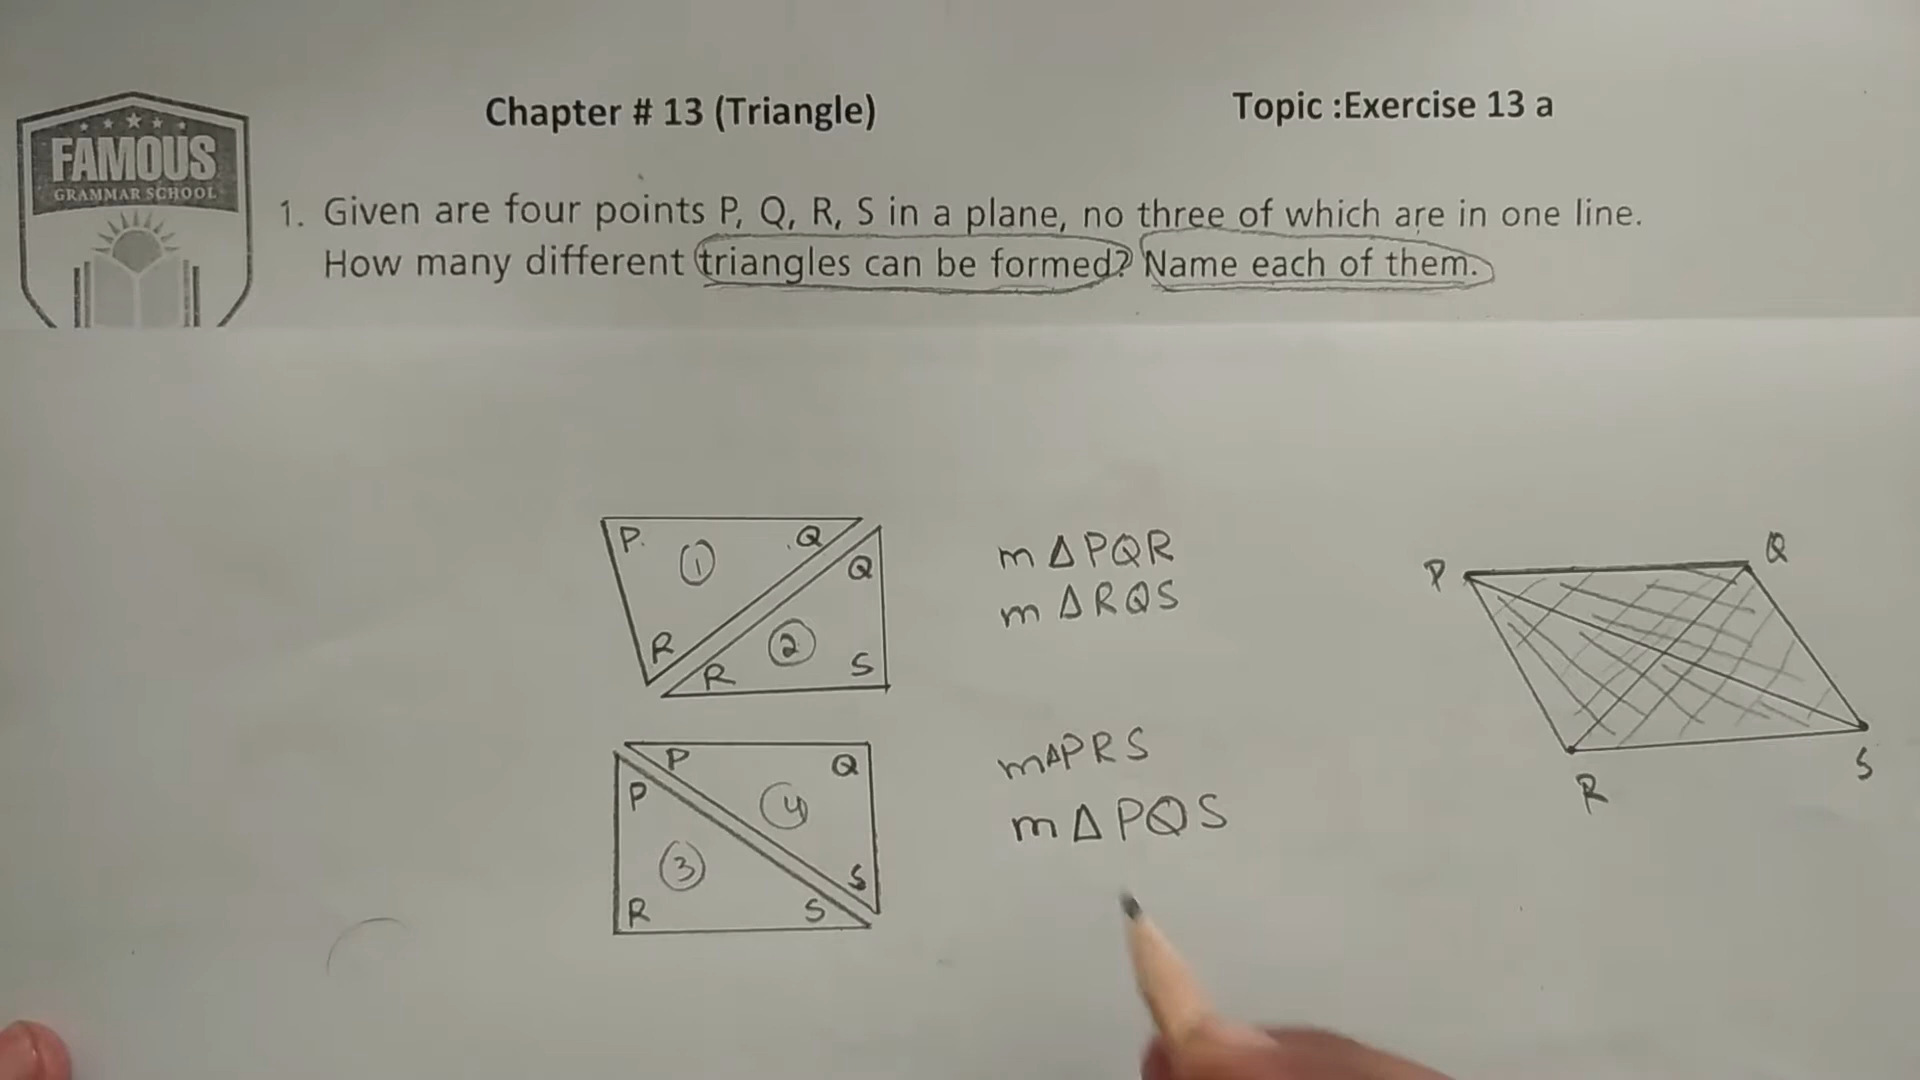 FAMOUS
GRAMMAR SCHOOL
Chapter # 13 (Triangle)
Topic :Exercise 13 a
1. Given are four points P, Q, R, S in a plane, no three of which are in one line.
How many different triangles can be formed? Name each of them.
P Q
1
R
Q
2
R S
m Δ PQR
m Δ RQS
P Q
4
S
P
3
R S
mΔPRS
m Δ PQS
P Q
R S